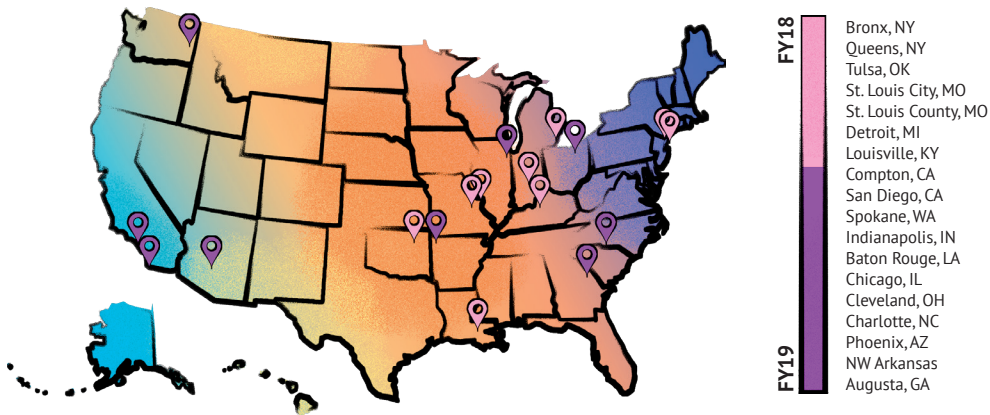 FY18
Bronx, NY
Queens, NY
Tulsa, OK
St. Louis City, MO
St. Louis County, MO
Detroit, MI
Louisville, KY
Compton, CA
San Diego, CA
Spokane, WA
Indianapolis, IN
Baton Rouge, LA
Chicago, IL
Cleveland, OH
Charlotte, NC
Phoenix, AZ
NW Arkansas
Augusta, GA
FY19